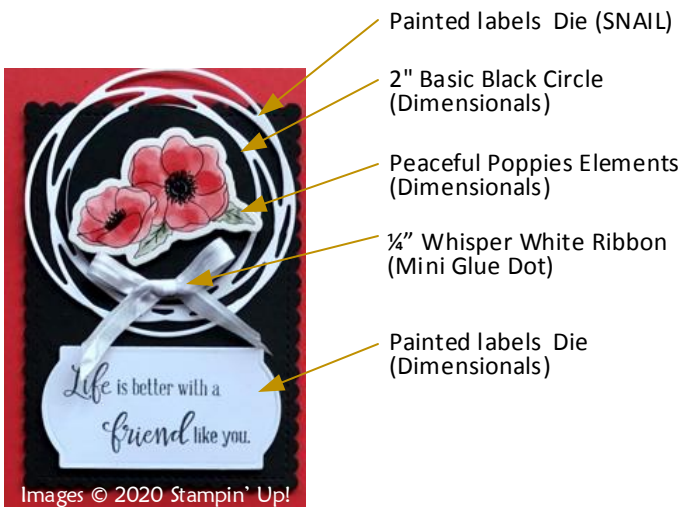 Painted labels Die (SNAIL)
2" Basic Black Circle
(Dimensionals)
Peaceful Poppies Elements
(Dimensionals)
¼” Whisper White Ribbon
(Mini Glue Dot)
Painted labels Die
(Dimensionals)
Life is better with a
friend like you.
Images © 2020 Stampin’ Up!